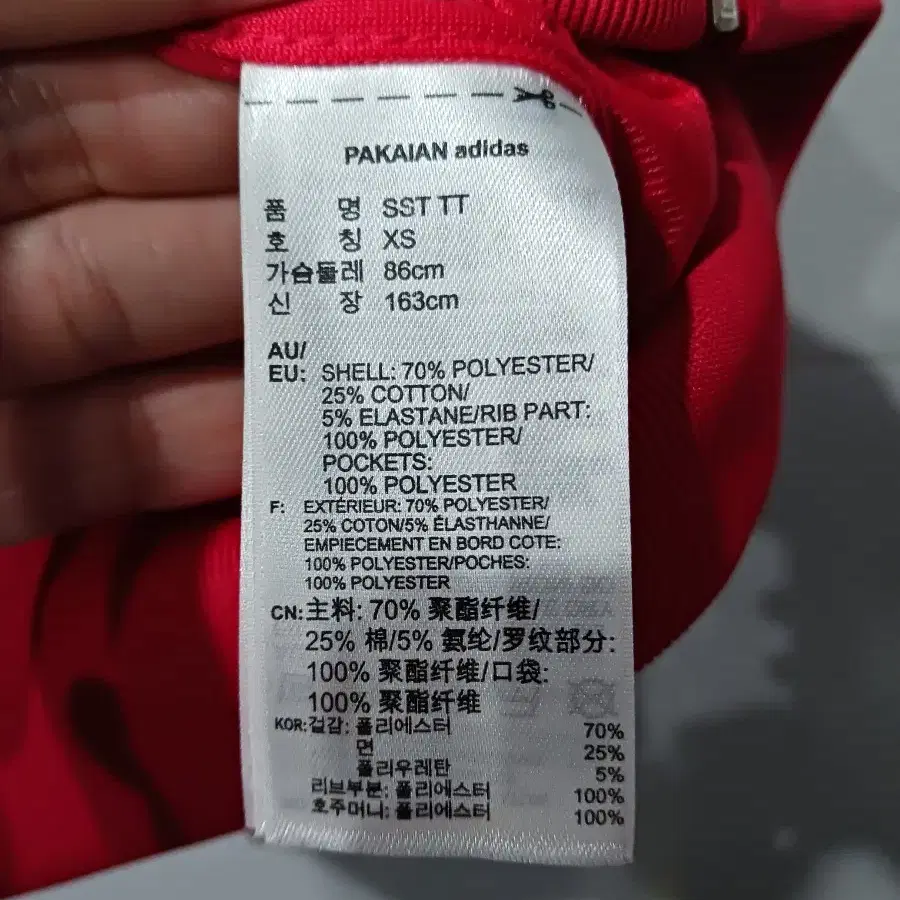 PAKAIAN adidas
품 명 SST TT
호 칭 XS
가슴둘레 86cm
신 장 163cm
AU/
EU: SHELL: 70% POLYESTER/
25% COTTON/
5% ELASTANE/RIB PART:
100% POLYESTER/
POCKETS:
100% POLYESTER
F: EXTÉRIEUR: 70% POLYESTER/
25% COTON/5% ÉLASTHANNE/
EMPIECEMENT EN BORD COTE:
100% POLYESTER/POCHES:
100% POLYESTER
CN: 主料: 70% 聚酯纤维/
25% 棉/5% 氨纶/罗纹部分:
100% 聚酯纤维/口袋:
100% 聚酯纤维
KOR: 겉감: 폴리에스터 70%
면 25%
폴리우레탄 5%
리브부분: 폴리에스터 100%
호주머니: 폴리에스터 100%